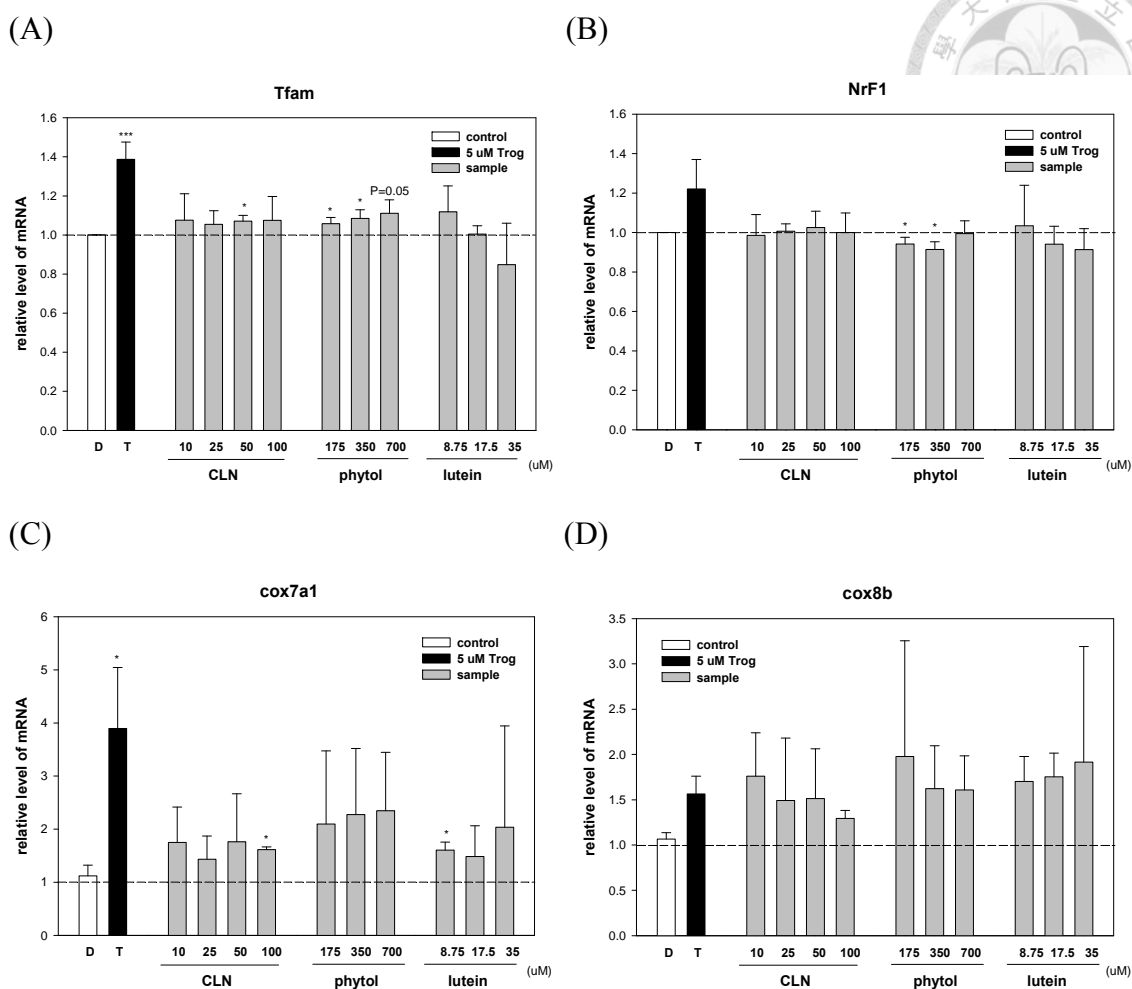 (A)
(B)
Tfam
relative level of mRNA
1.6
1.4
1.2
1.0
0.8
0.6
0.4
0.2
0.0
control
5 uM Trog
sample
***
*
*
*
P=0.05
D T 10 25 50 100 175 350 700 8.75 17.5 35
(uM)
CLN phytol lutein
NrF1
relative level of mRNA
1.6
1.4
1.2
1.0
0.8
0.6
0.4
0.2
0.0
control
5 uM Trog
sample
*
*
D T 10 25 50 100 175 350 700 8.75 17.5 35
(uM)
CLN phytol lutein
(C)
(D)
cox7a1
relative level of mRNA
6
5
4
3
2
1
0
control
5 uM Trog
sample
*
*
*
D T 10 25 50 100 175 350 700 8.75 17.5 35
(uM)
CLN phytol lutein
cox8b
relative level of mRNA
3.5
3.0
2.5
2.0
1.5
1.0
0.5
0.0
control
5 uM Trog
sample
D T 10 25 50 100 175 350 700 8.75 17.5 35
(uM)
CLN phytol lutein